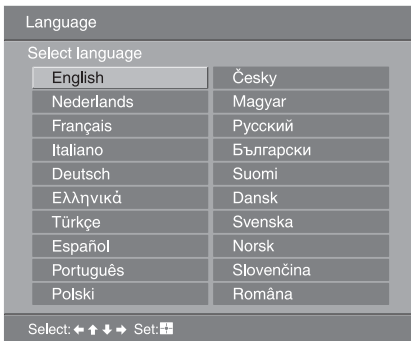 Language
Select language
English
Nederlands
Français
Italiano
Deutsch
Ελληνικά
Türkçe
Español
Português
Polski
Česky
Magyar
Русский
Български
Suomi
Dansk
Svenska
Norsk
Slovenčina
Româna
Select: ←↑↓→ Set: